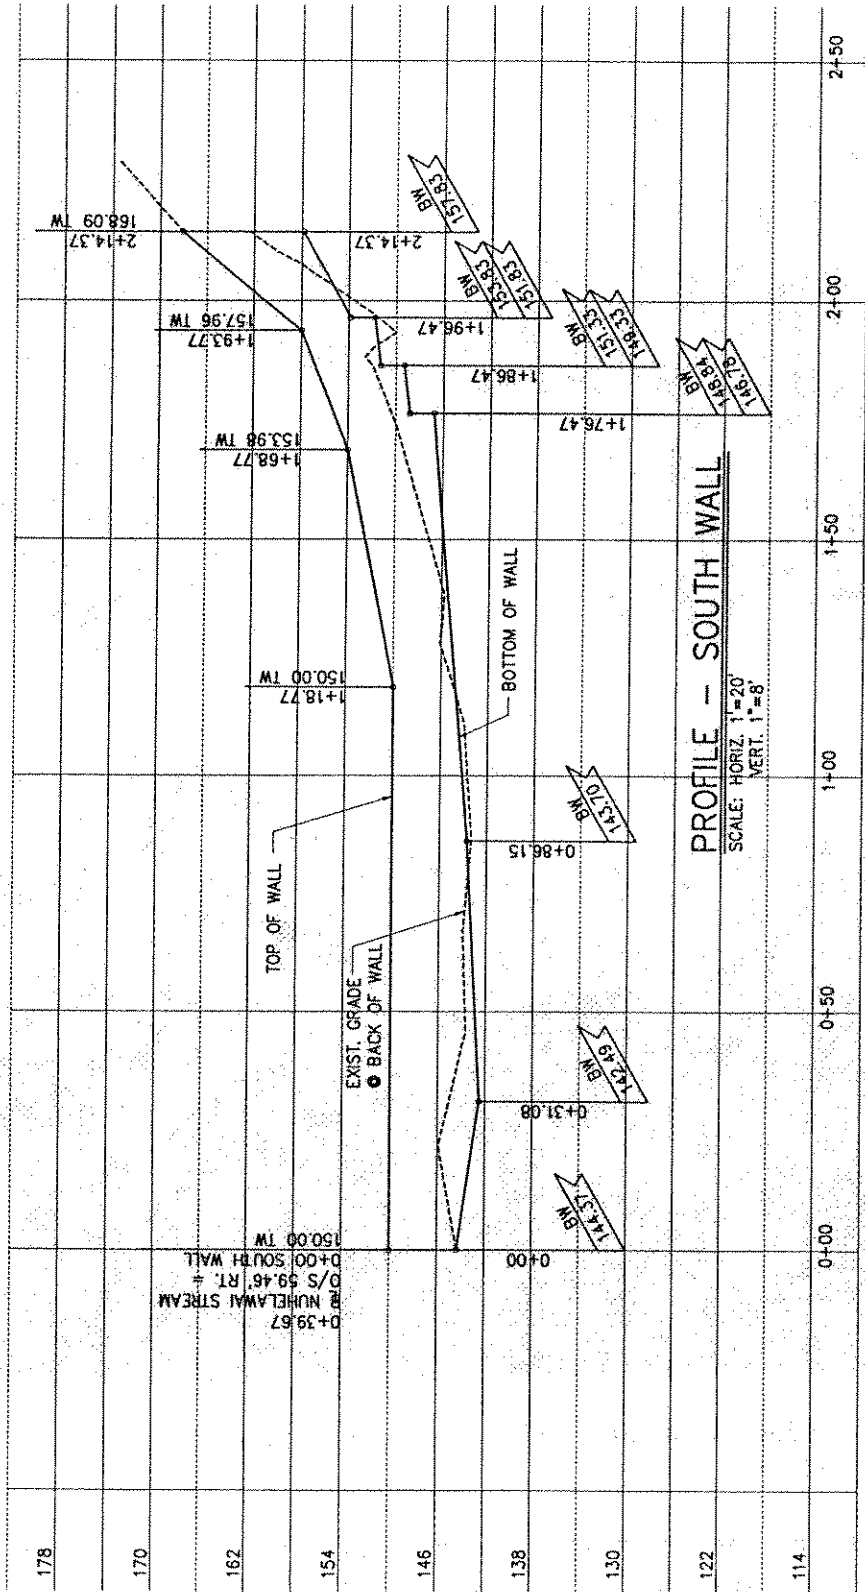 178
170
162
154
146
138
130
122
114
0+00
0+50
1+00
1+50
2+00
2+50
0+39.67
NUHELAWAI STREAM
O/S 59.46' RT. =
0+00 SOUTH WALL
150.00 TW
TOP OF WALL
EXIST. GRADE
@ BACK OF WALL
1+18.77
150.00 TW
1+68.77
153.98 TW
1+93.77
157.96 TW
2+14.37
168.09 TW
BOTTOM OF WALL
0+00
BW
144.37
0+31.08
BW
142.49
0+86.15
BW
143.70
1+76.47
BW
148.84
146.78
1+86.47
BW
151.33
149.33
1+96.47
BW
153.83
151.83
2+14.37
BW
157.83
PROFILE – SOUTH WALL
SCALE: HORIZ. 1"=20'
VERT. 1"=8'